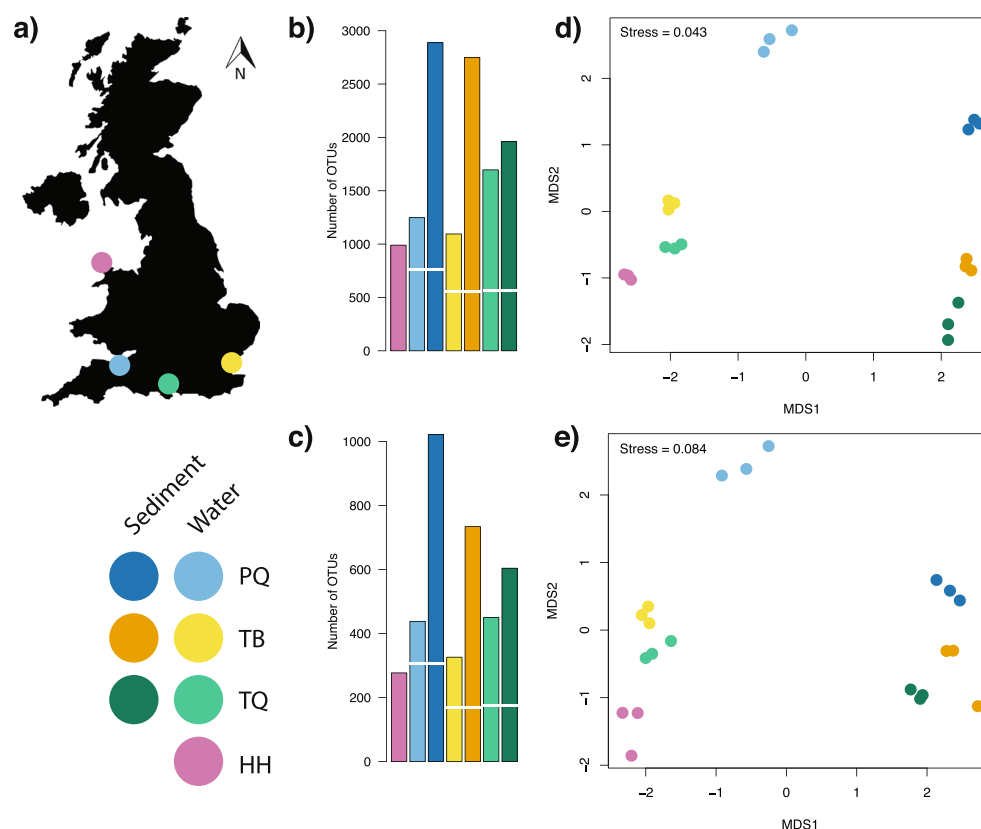 a)
N
Sediment
Water
PQ
TB
TQ
HH
b)
Number of OTUs
3000
2500
2000
1500
1000
500
0
c)
Number of OTUs
1000
800
600
400
200
0
d)
Stress = 0.043
MDS2
2
1
0
−1
−2
−2 −1 0 1 2
MDS1
e)
Stress = 0.084
MDS2
2
1
0
−1
−2
−2 −1 0 1 2
MDS1